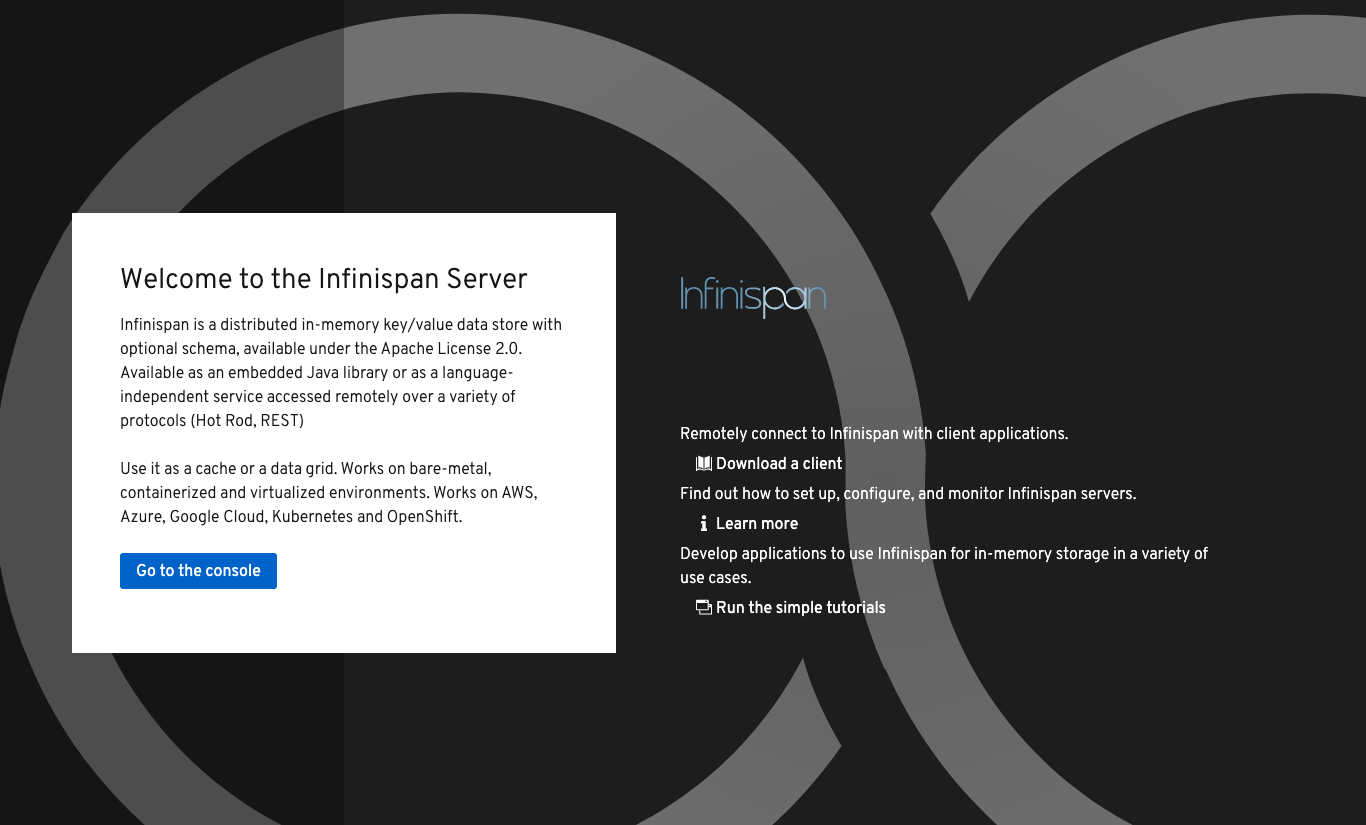 Welcome to the Infinispan Server
Infinispan is a distributed in-memory key/value data store with
optional schema, available under the Apache License 2.0.
Available as an embedded Java library or as a language-
independent service accessed remotely over a variety of
protocols (Hot Rod, REST)
Use it as a cache or a data grid. Works on bare-metal,
containerized and virtualized environments. Works on AWS,
Azure, Google Cloud, Kubernetes and OpenShift.
Go to the console
Infinispan
Remotely connect to Infinispan with client applications.
Download a client
Find out how to set up, configure, and monitor Infinispan servers.
Learn more
Develop applications to use Infinispan for in-memory storage in a variety of
use cases.
Run the simple tutorials